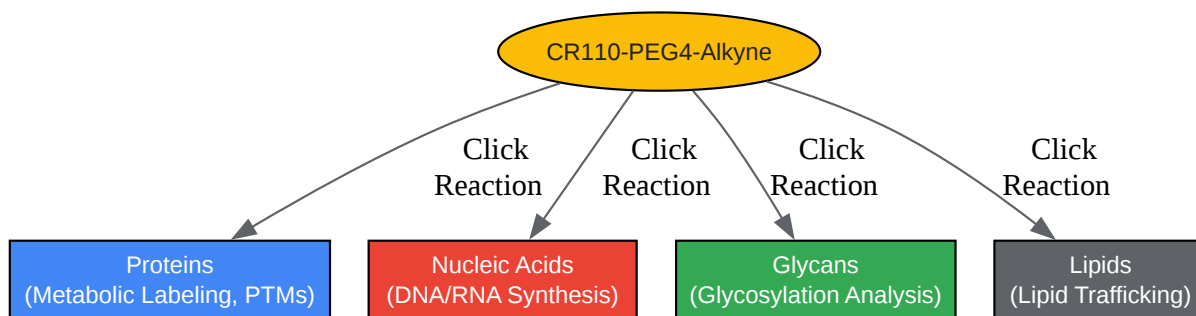 CR110-PEG4-Alkyne
Click
Reaction
Click
Reaction
Click
Reaction
Click
Reaction
Proteins
(Metabolic Labeling, PTMs)
Nucleic Acids
(DNA/RNA Synthesis)
Glycans
(Glycosylation Analysis)
Lipids
(Lipid Trafficking)